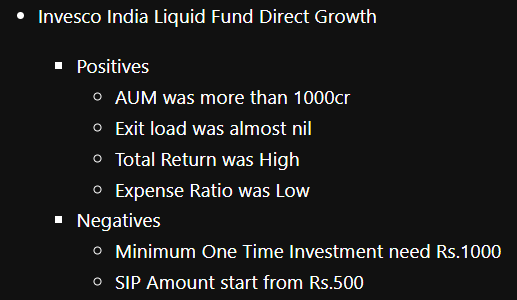 Invesco India Liquid Fund Direct Growth
Positives
AUM was more than 1000cr
Exit load was almost nil
Total Return was High
Expense Ratio was Low
Negatives
Minimum One Time Investment need Rs.1000
SIP Amount start from Rs.500